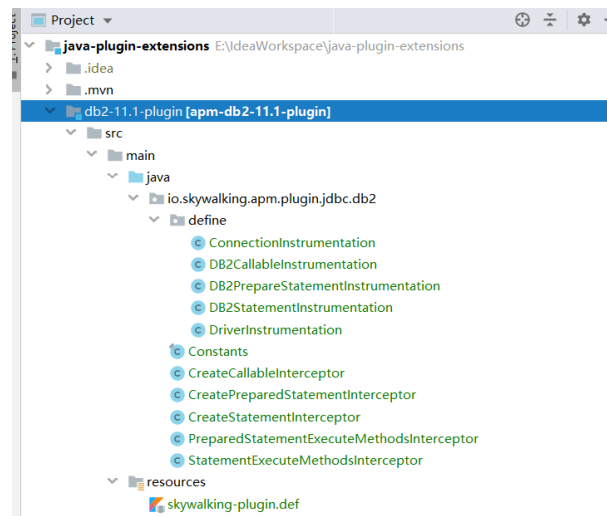 Project
java-plugin-extensions E:\IdeaWorkspace\java-plugin-extensions
.idea
.mvn
db2-11.1-plugin [apm-db2-11.1-plugin]
src
main
java
io.skywalking.apm.plugin.jdbc.db2
define
ConnectionInstrumentation
DB2CallableInstrumentation
DB2PrepareStatementInstrumentation
DB2StatementInstrumentation
DriverInstrumentation
Constants
CreateCallableInterceptor
CreatePreparedStatementInterceptor
CreateStatementInterceptor
PreparedStatementExecuteMethodsInterceptor
StatementExecuteMethodsInterceptor
resources
skywalking-plugin.def